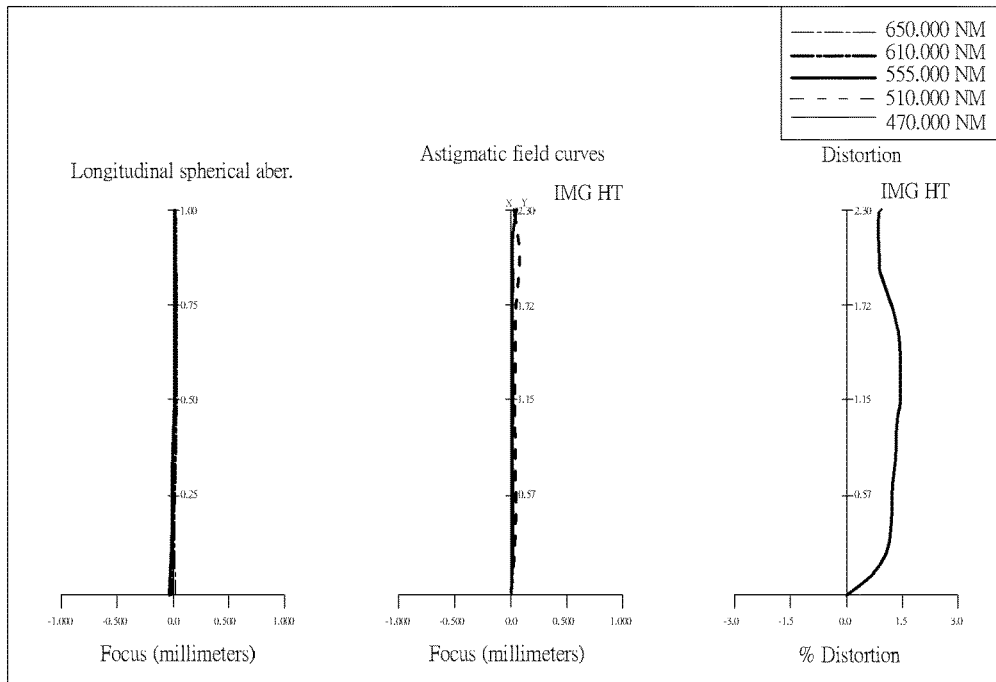 650.000 NM
610.000 NM
555.000 NM
510.000 NM
470.000 NM
Longitudinal spherical aber.
Astigmatic field curves
Distortion
IMG HT
IMG HT
1.00
0.75
0.50
0.25
-1.000 -0.500 0.0 0.500 1.000
Focus (millimeters)
X Y
2.30
1.72
1.15
0.57
-1.000 -0.500 0.0 0.500 1.000
Focus (millimeters)
2.30
1.72
1.15
0.57
-3.0 -1.5 0.0 1.5 3.0
% Distortion